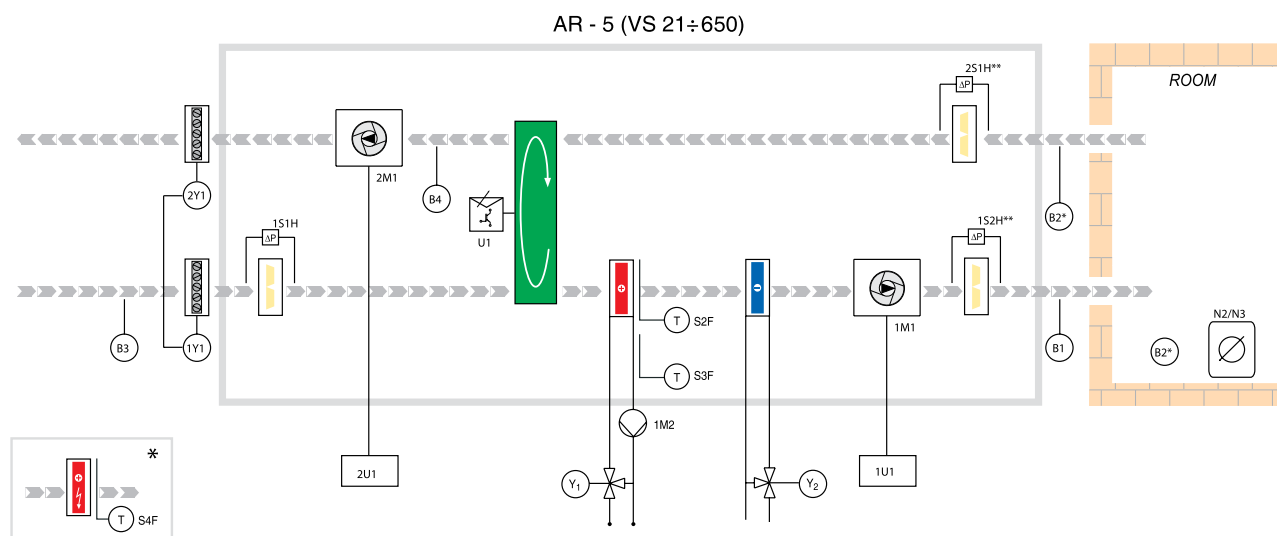 AR - 5 (VS 21÷650)
2S1H**
ΔP
ROOM
2M1
2Y1
B4
B2*
U1
1S1H
ΔP
1S2H**
ΔP
+
-
1M1
S2F
T
B3
1Y1
B1
B2*
N2/N3
T
S3F
1M2
2U1
1U1
Y1
Y2
*
+
T
S4F